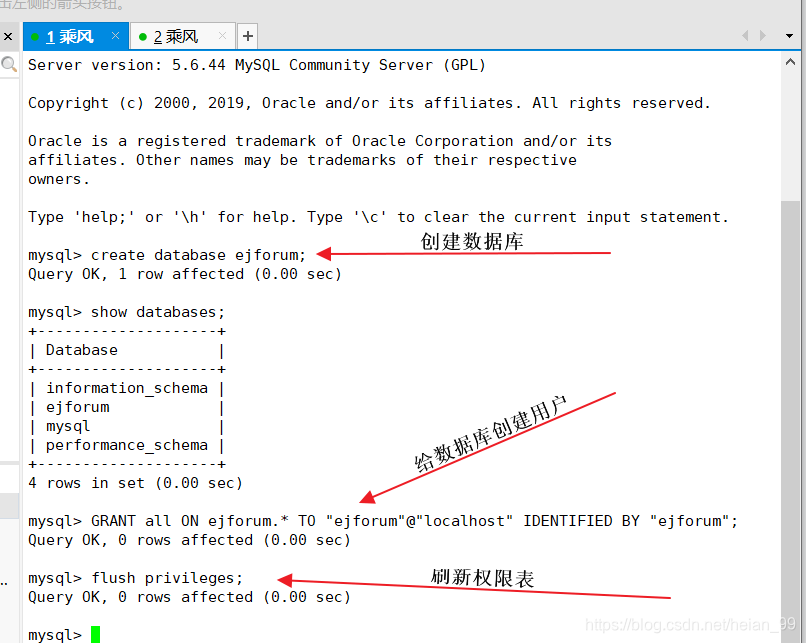 击左侧的箭头按钮。
1 乘风 ×
2 乘风 ×
+
Server version: 5.6.44 MySQL Community Server (GPL)
Copyright (c) 2000, 2019, Oracle and/or its affiliates. All rights reserved.
Oracle is a registered trademark of Oracle Corporation and/or its
affiliates. Other names may be trademarks of their respective
owners.
Type 'help;' or '\h' for help. Type '\c' to clear the current input statement.
创建数据库
mysql> create database ejforum;
Query OK, 1 row affected (0.00 sec)
mysql> show databases;
+--------------------+
| Database           |
+--------------------+
| information_schema |
| ejforum            |
| mysql              |
| performance_schema |
+--------------------+
4 rows in set (0.00 sec)
给数据库创建用户
mysql> GRANT all ON ejforum.* TO "ejforum"@"localhost" IDENTIFIED BY "ejforum";
Query OK, 0 rows affected (0.00 sec)
mysql> flush privileges;
刷新权限表
Query OK, 0 rows affected (0.00 sec)
mysql>
https://blog.csdn.net/heian_99